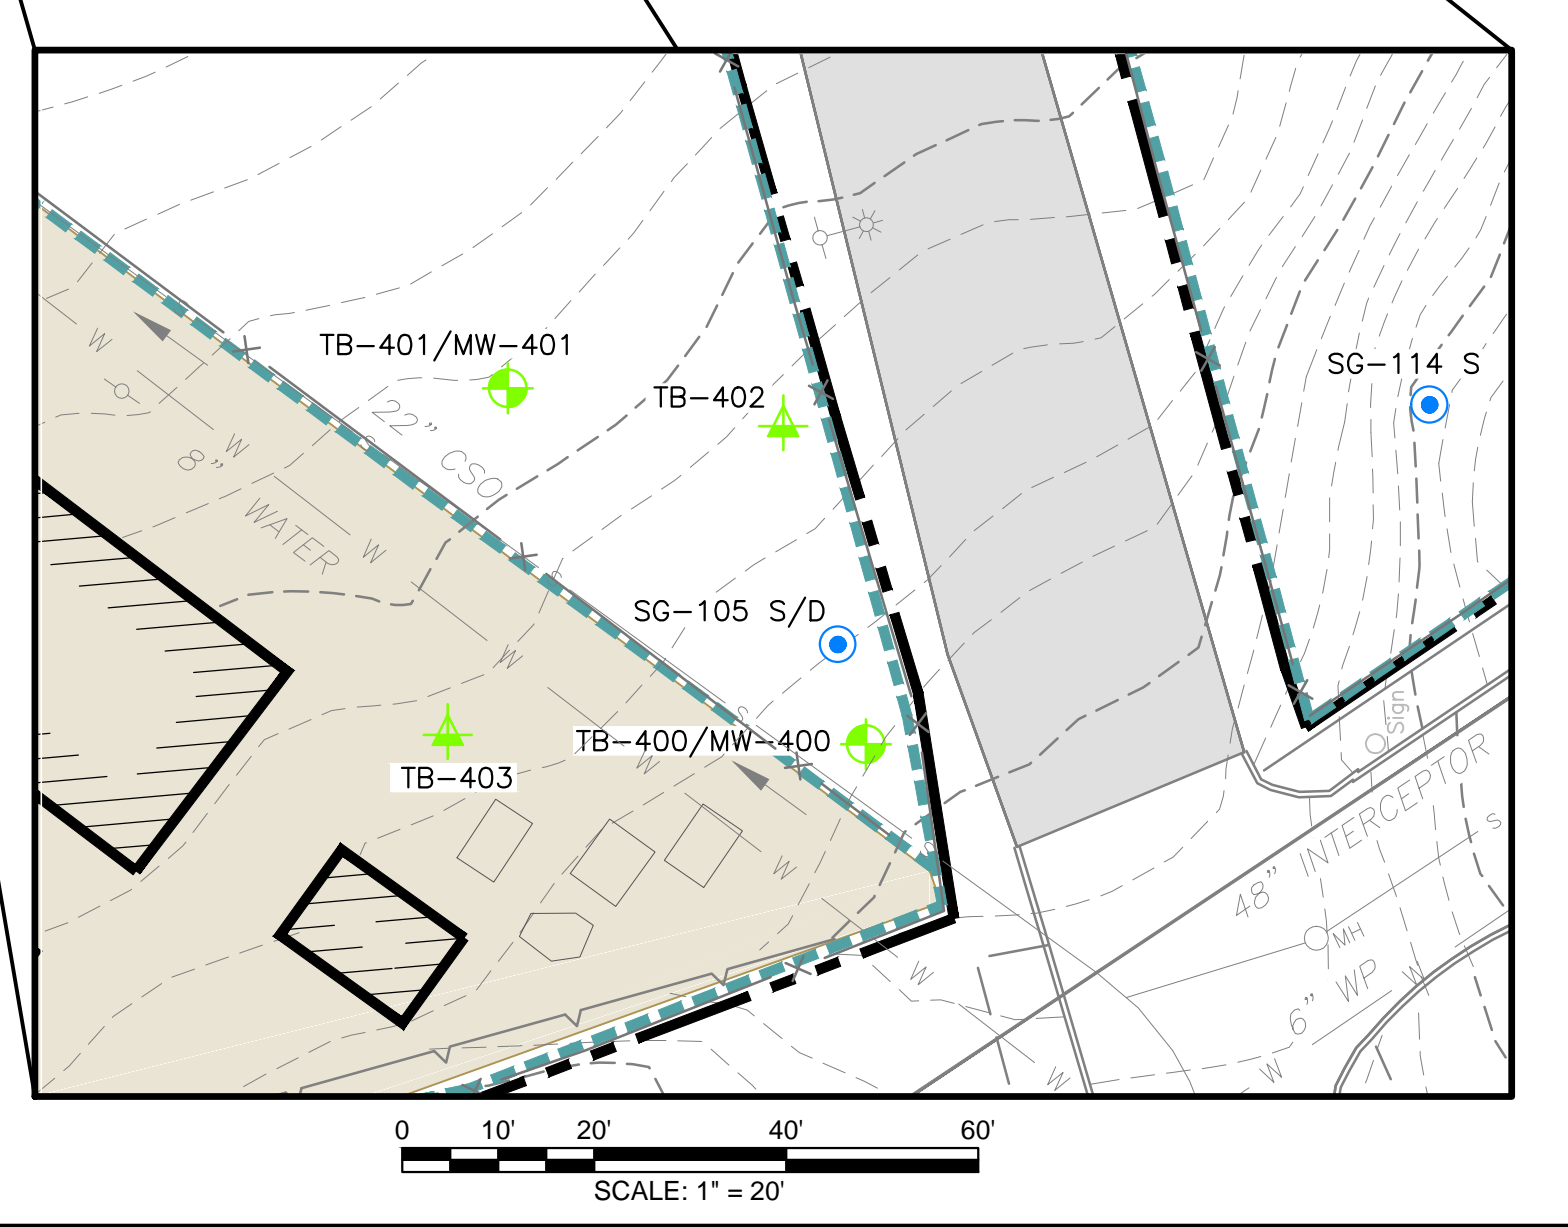 TB-401/MW-401
SG-114 S
TB-402
W
22" CSO
W
8"
WATER
W
SG-105 S/D
W
S
Sign
TB-400/MW-400
W
TB-403
48" INTERCEPTOR
S
W
MH
W
6" WP
W
W
W
0 10' 20' 40' 60'
SCALE: 1" = 20'